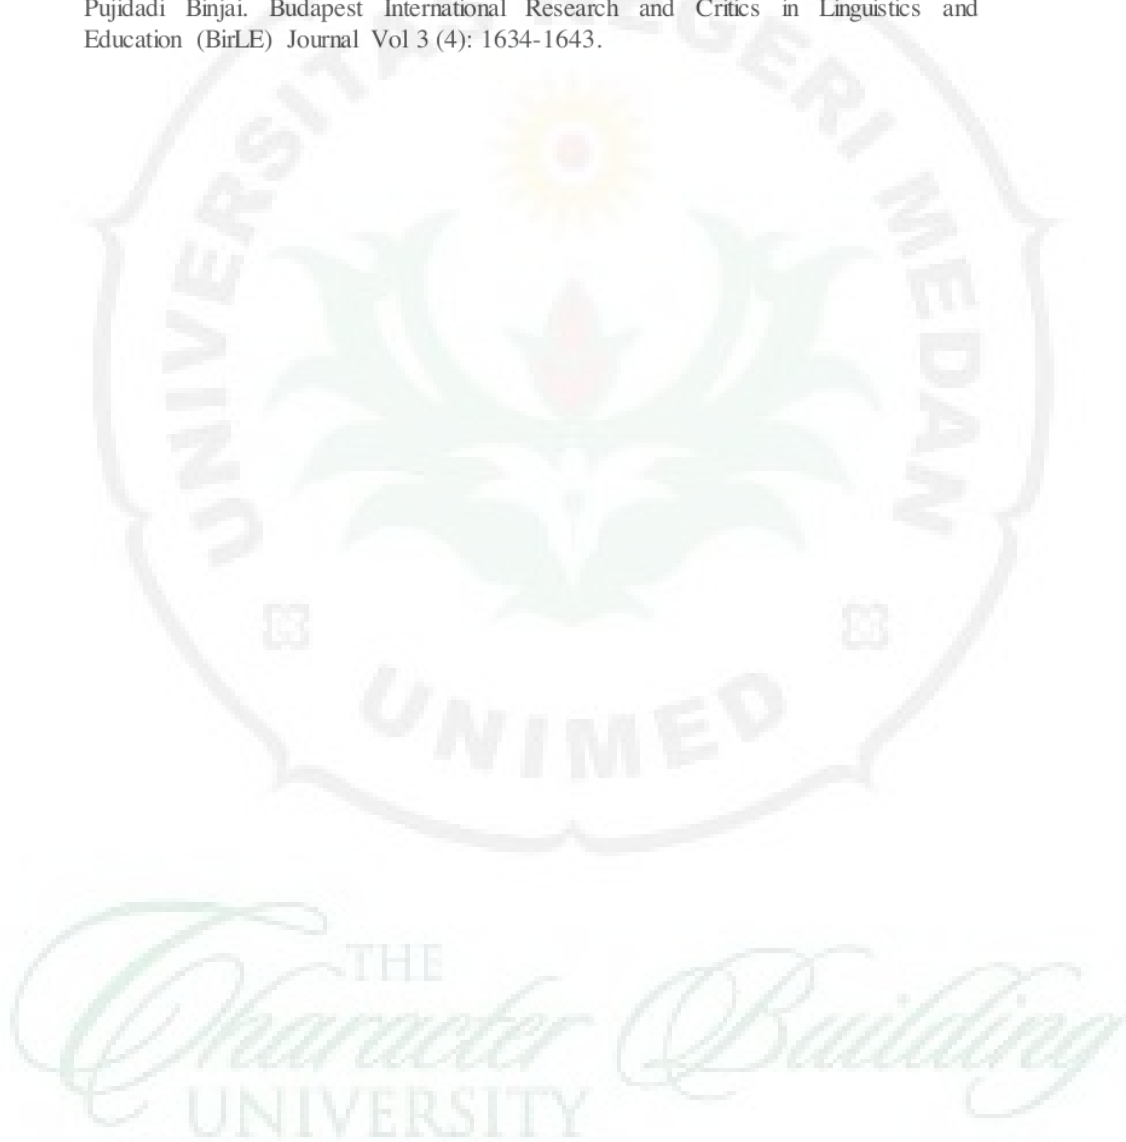 Pujidadi Binjai. Budapest International Research and Critics in Linguistics and
Education (BirLE) Journal Vol 3 (4): 1634-1643.
UNIVERSITAS NEGERI MEDAN
UNIMED
THE
Character Building
UNIVERSITY